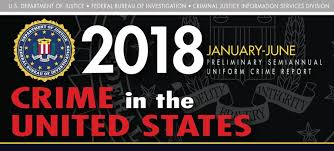 U.S. DEPARTMENT OF JUSTICE • FEDERAL BUREAU OF INVESTIGATION • CRIMINAL JUSTICE INFORMATION SERVICES DIVISION
2018
JANUARY-JUNE
PRELIMINARY SEMIANNUAL
UNIFORM CRIME REPORT
CRIME in the
UNITED STATES